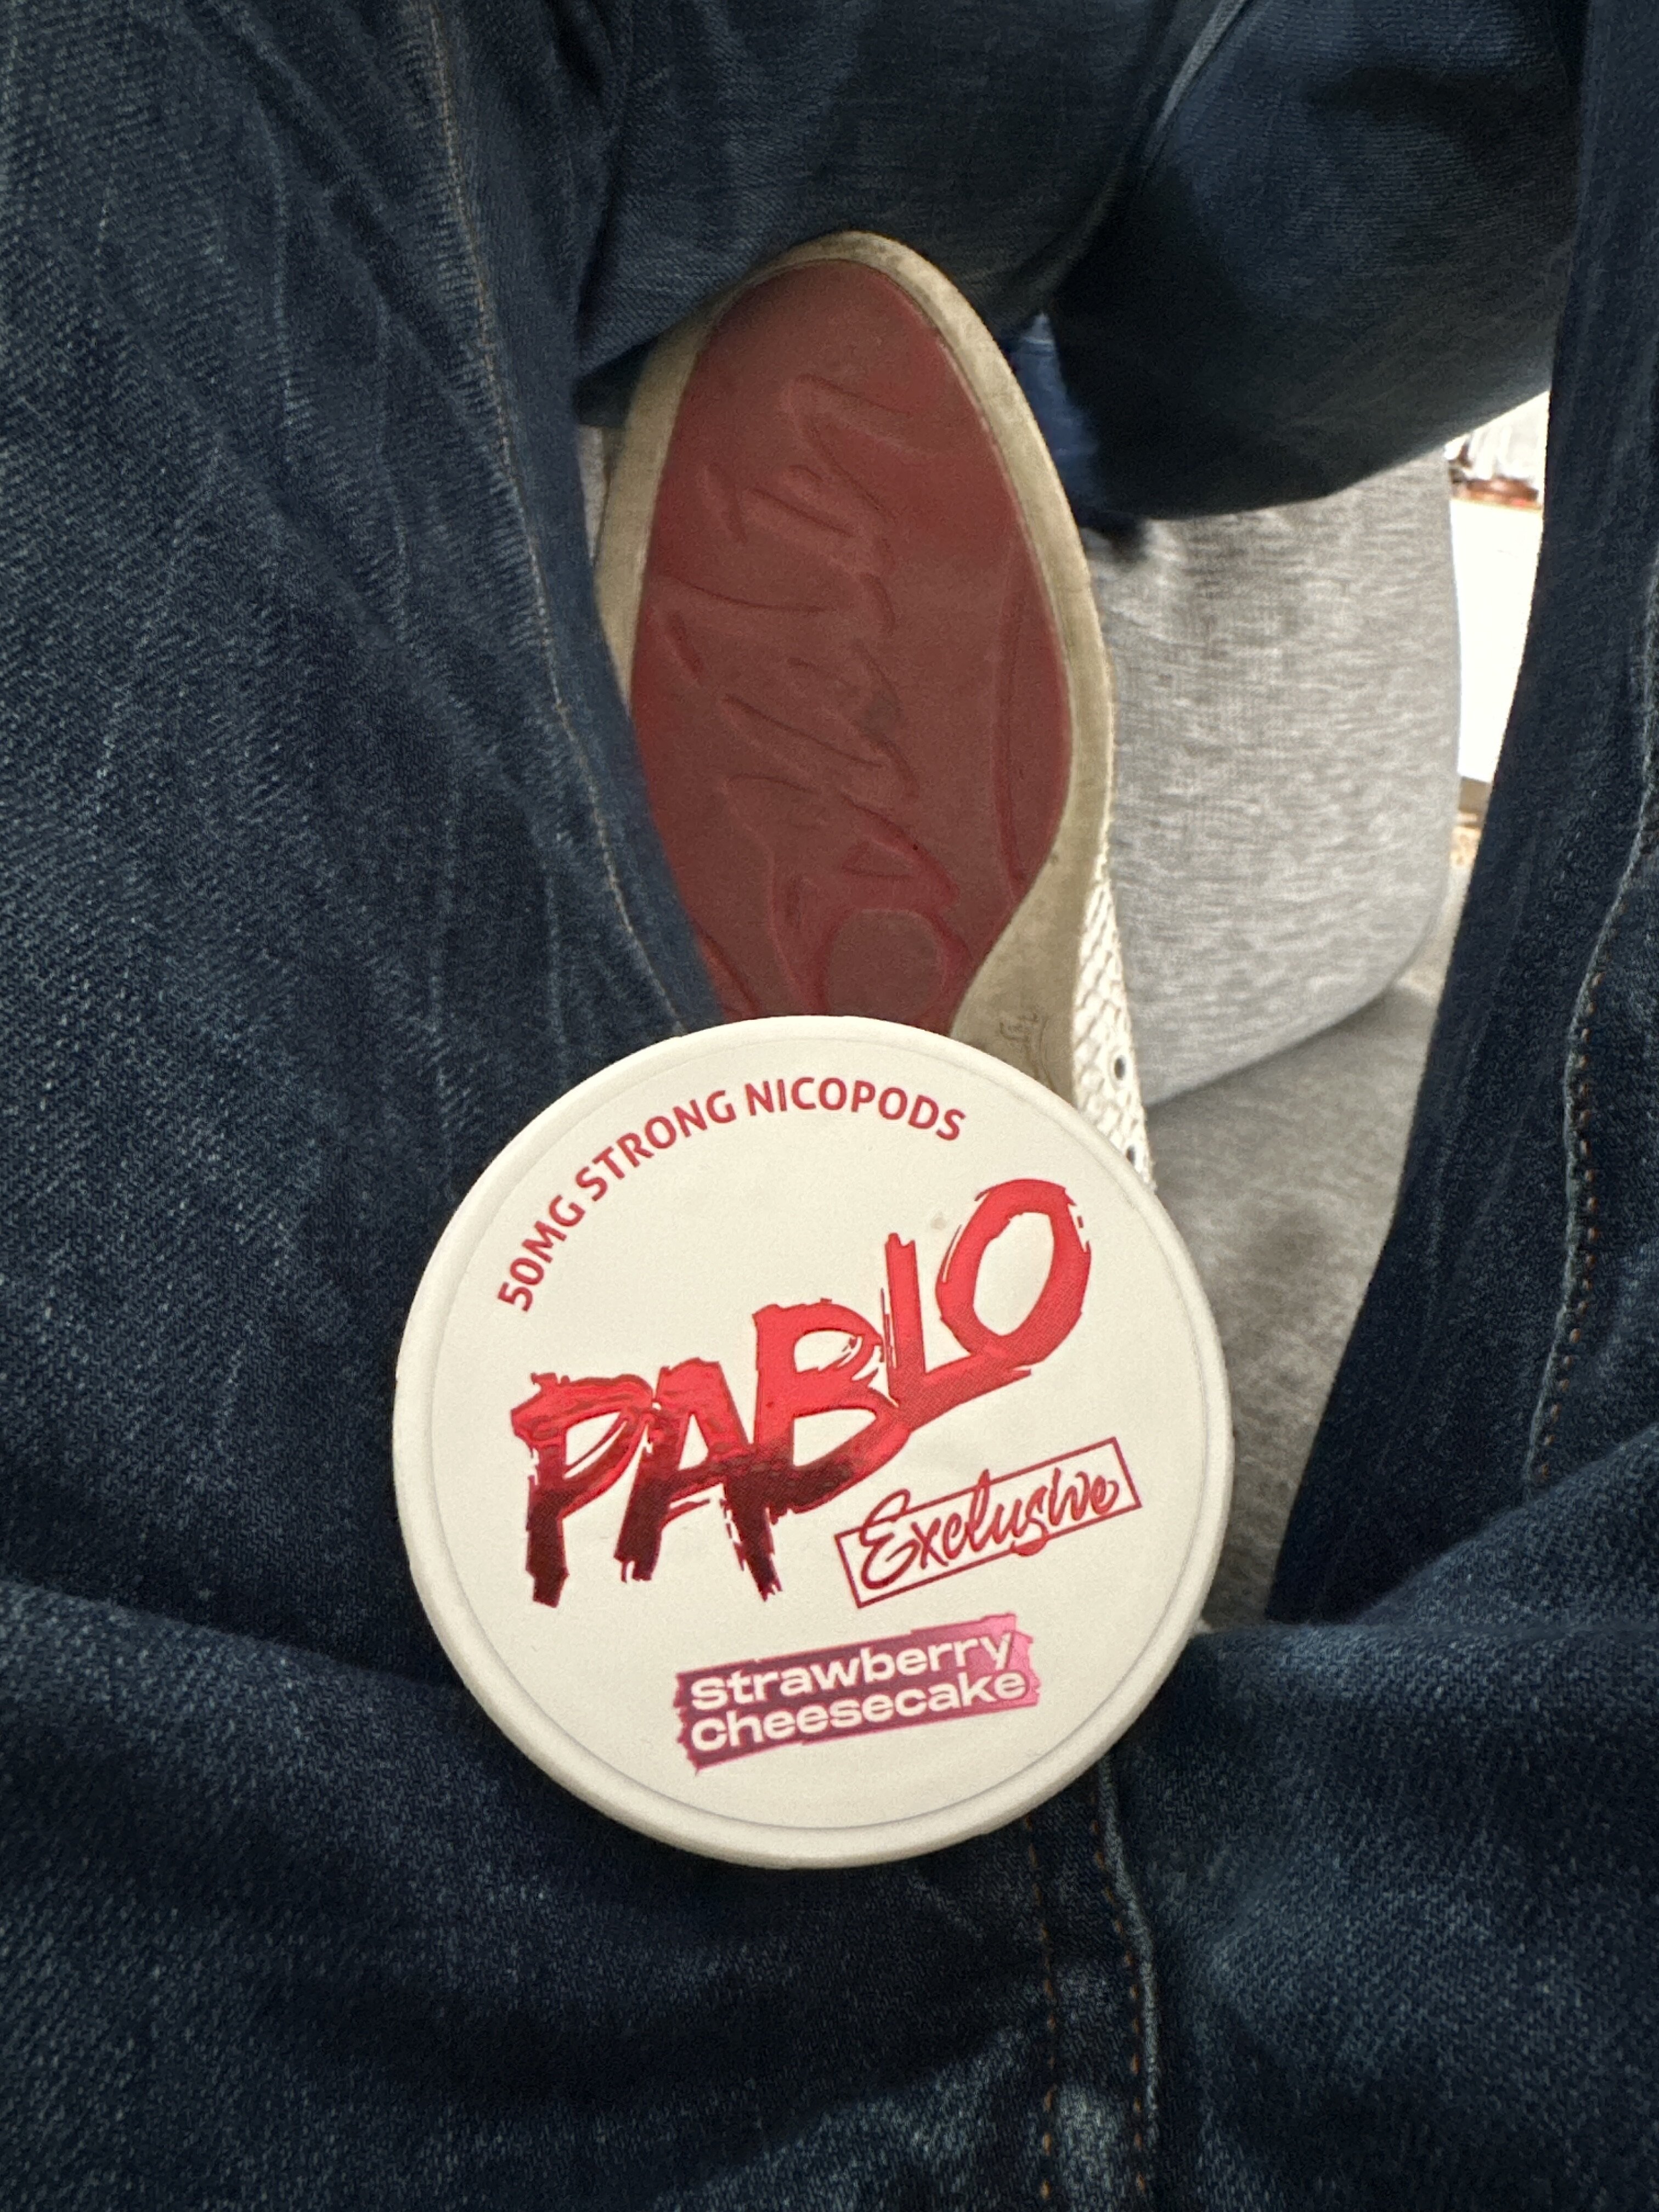 50MG STRONG NICOPODS
PABLO
Exclusive
Strawberry
Cheesecake